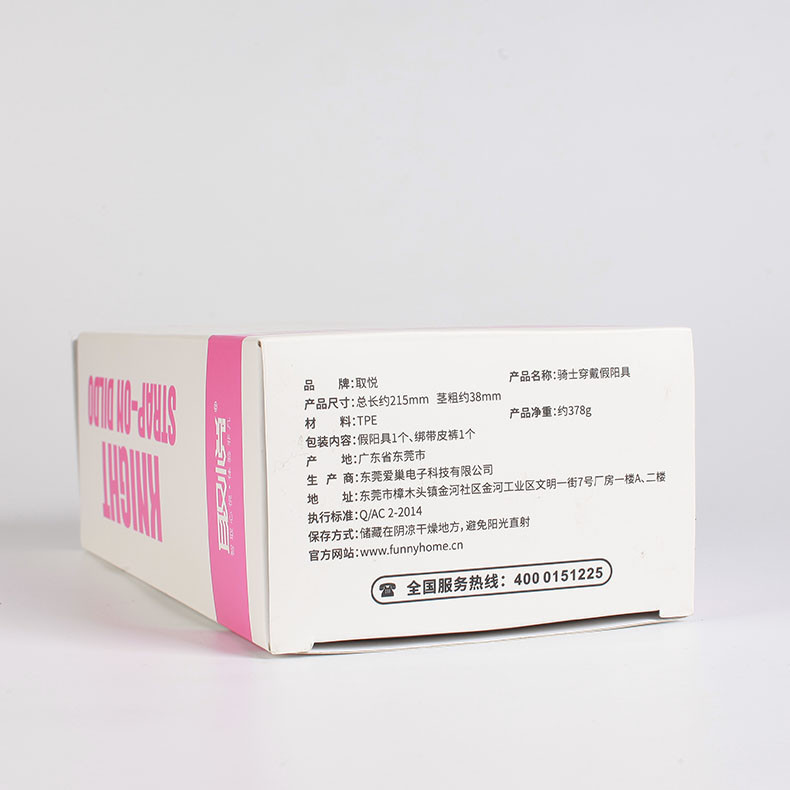 KNIGHT
STRAP-ON DILDO
取悦
品 牌:取悦
产品名称:骑士穿戴假阳具
产品尺寸:总长约215mm 茎粗约38mm
材 料:TPE
产品净重:约378g
包装内容:假阳具1个、绑带皮裤1个
产 地:广东省东莞市
生 产 商:东莞爱巢电子科技有限公司
地 址:东莞市樟木头镇金河社区金河工业区文明一街7号厂房一楼A、二楼
执行标准:Q/AC 2-2014
保存方式:储藏在阴凉干燥地方,避免阳光直射
官方网站:www.funnyhome.cn
全国服务热线:400 0151225